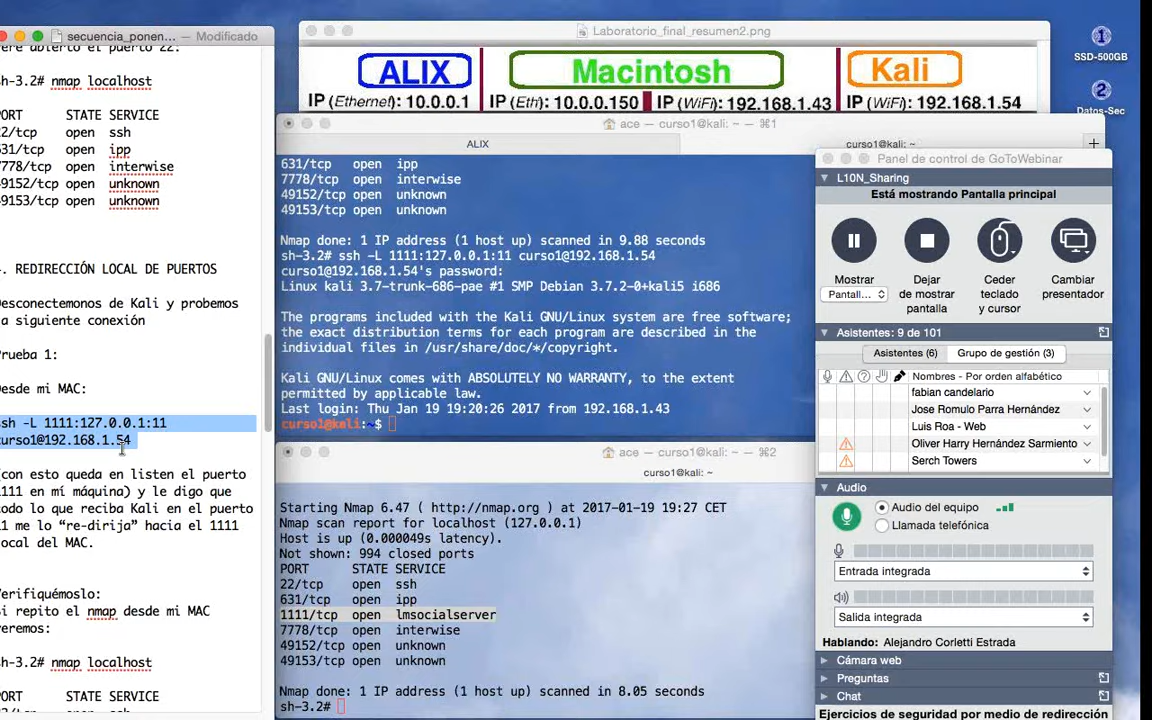 secuencia_ponen... — Modificado
ere abierto el puerto 22:
sh-3.2# nmap localhost
PORT STATE SERVICE
22/tcp open ssh
631/tcp open ipp
7778/tcp open interwise
49152/tcp open unknown
49153/tcp open unknown
. REDIRECCIÓN LOCAL DE PUERTOS
Desconectemonos de Kali y probemos
la siguiente conexión
Prueba 1:
Desde mi MAC:
ssh -L 1111:127.0.0.1:11
curso1@192.168.1.54
(con esto queda en listen el puerto
1111 en mí máquina) y le digo que
todo lo que reciba Kali en el puerto
11 me lo “re-dirija” hacia el 1111
local del MAC.
Verifiquémoslo:
Si repito el nmap desde mi MAC
veremos:
sh-3.2# nmap localhost
PORT STATE SERVICE
22/tcp open ssh
Laboratorio_final_resumen2.png
ALIX
Macintosh
Kali
IP (Ethernet): 10.0.0.1
IP (Eth): 10.0.0.150
IP (WiFi): 192.168.1.43
IP (WiFi): 192.168.1.54
SSD-500GB
Datos-Sec
ace — curso1@kali: ~ — ⌘1
ALIX
curso1@kali: ~
631/tcp open ipp
7778/tcp open interwise
49152/tcp open unknown
49153/tcp open unknown
Nmap done: 1 IP address (1 host up) scanned in 9.88 seconds
sh-3.2# ssh -L 1111:127.0.0.1:11 curso1@192.168.1.54
curso1@192.168.1.54's password:
Linux kali 3.7-trunk-686-pae #1 SMP Debian 3.7.2-0+kali5 i686
The programs included with the Kali GNU/Linux system are free software;
the exact distribution terms for each program are described in the
individual files in /usr/share/doc/*/copyright.
Kali GNU/Linux comes with ABSOLUTELY NO WARRANTY, to the extent
permitted by applicable law.
Last login: Thu Jan 19 19:20:26 2017 from 192.168.1.43
curso1@kali:~$
ace — curso1@kali: ~ — ⌘2
curso1@kali: ~
Starting Nmap 6.47 ( http://nmap.org ) at 2017-01-19 19:27 CET
Nmap scan report for localhost (127.0.0.1)
Host is up (0.000049s latency).
Not shown: 994 closed ports
PORT STATE SERVICE
22/tcp open ssh
631/tcp open ipp
1111/tcp open lmsocialserver
7778/tcp open interwise
49152/tcp open unknown
49153/tcp open unknown
Nmap done: 1 IP address (1 host up) scanned in 8.05 seconds
sh-3.2#
Panel de control de GoToWebinar
L10N_Sharing
Está mostrando Pantalla principal
Mostrar
Pantall...
Dejar
de mostrar
pantalla
Ceder
teclado
y cursor
Cambiar
presentador
Asistentes: 9 de 101
Asistentes (6)
Grupo de gestión (3)
Nombres - Por orden alfabético
fabian candelario
Jose Romulo Parra Hernández
Luis Roa - Web
Oliver Harry Hernández Sarmiento
Serch Towers
Audio
Audio del equipo
Llamada telefónica
Entrada integrada
Salida integrada
Hablando: Alejandro Corletti Estrada
Cámara web
Preguntas
Chat
Ejercicios de seguridad por medio de redirección